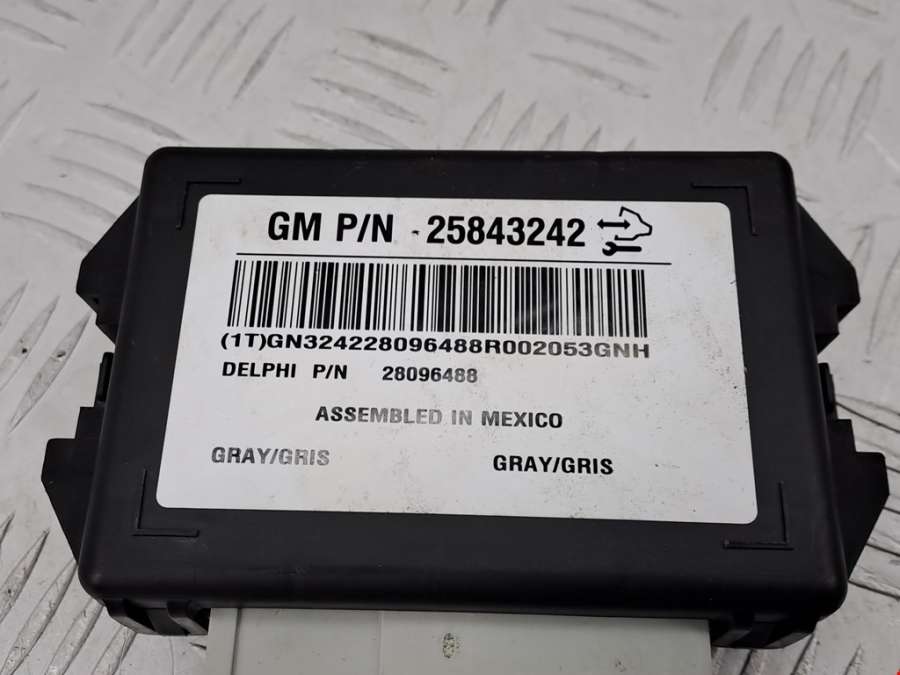 GM P/N - 25843242
(1T)GN324228096488R002053GNH
DELPHI P/N 28096488
ASSEMBLED IN MEXICO
GRAY/GRIS GRAY/GRIS